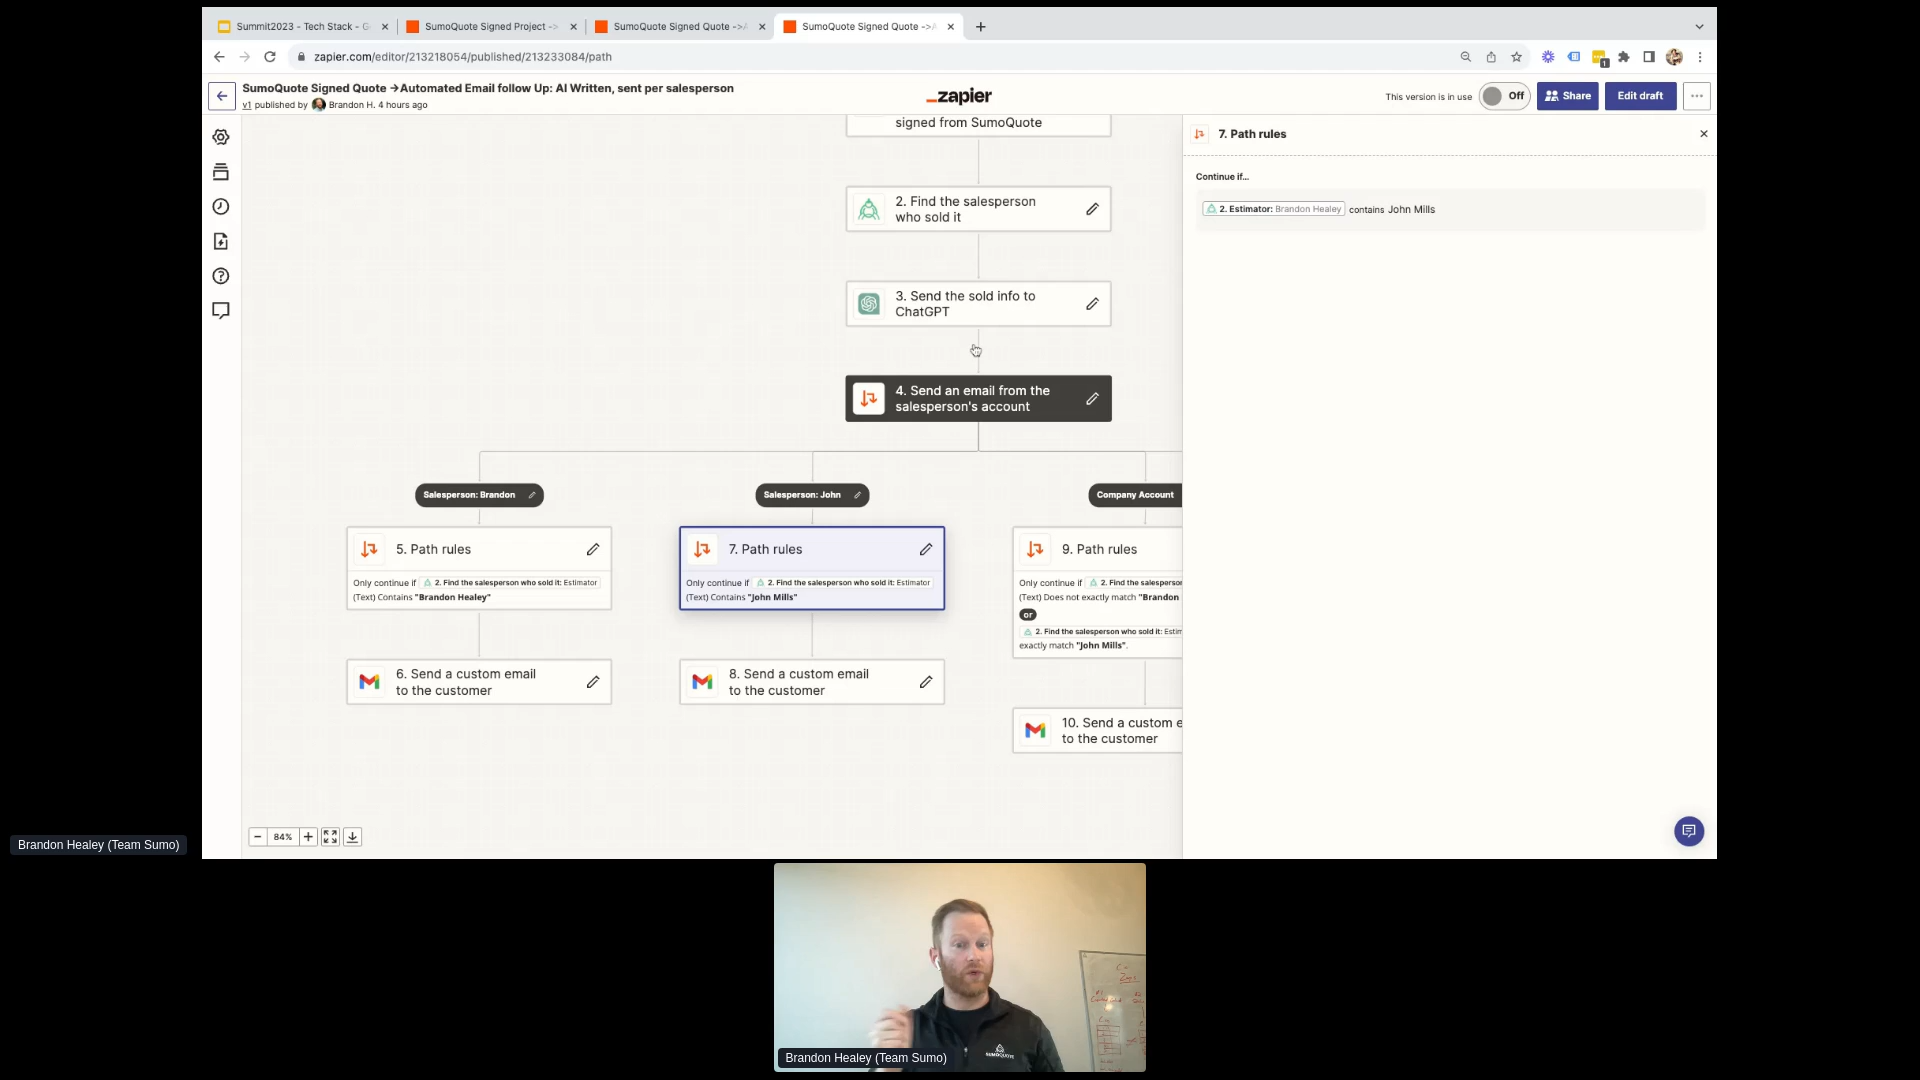 Summit2023 - Tech Stack - G
SumoQuote Signed Project ->
SumoQuote Signed Quote ->A
SumoQuote Signed Quote ->A
zapier.com/editor/213218054/published/213233084/path
SumoQuote Signed Quote ->Automated Email follow Up: AI Written, sent per salesperson
v1 published by Brandon H. 4 hours ago
_zapier
This version is in use
Off
Share
Edit draft
signed from SumoQuote
2. Find the salesperson
who sold it
3. Send the sold info to
ChatGPT
4. Send an email from the
salesperson's account
Salesperson: Brandon
Salesperson: John
Company Account
5. Path rules
Only continue if 2. Find the salesperson who sold it: Estimator
(Text) Contains "Brandon Healey"
7. Path rules
Only continue if 2. Find the salesperson who sold it: Estimator
(Text) Contains "John Mills"
9. Path rules
Only continue if 2. Find the salesperson
(Text) Does not exactly match "Brandon
or
2. Find the salesperson who sold it: Estim
exactly match "John Mills".
6. Send a custom email
to the customer
8. Send a custom email
to the customer
10. Send a custom e
to the customer
84%
7. Path rules
Continue if...
2. Estimator: Brandon Healey contains John Mills
Brandon Healey (Team Sumo)
SUMOQUOTE
Brandon Healey (Team Sumo)